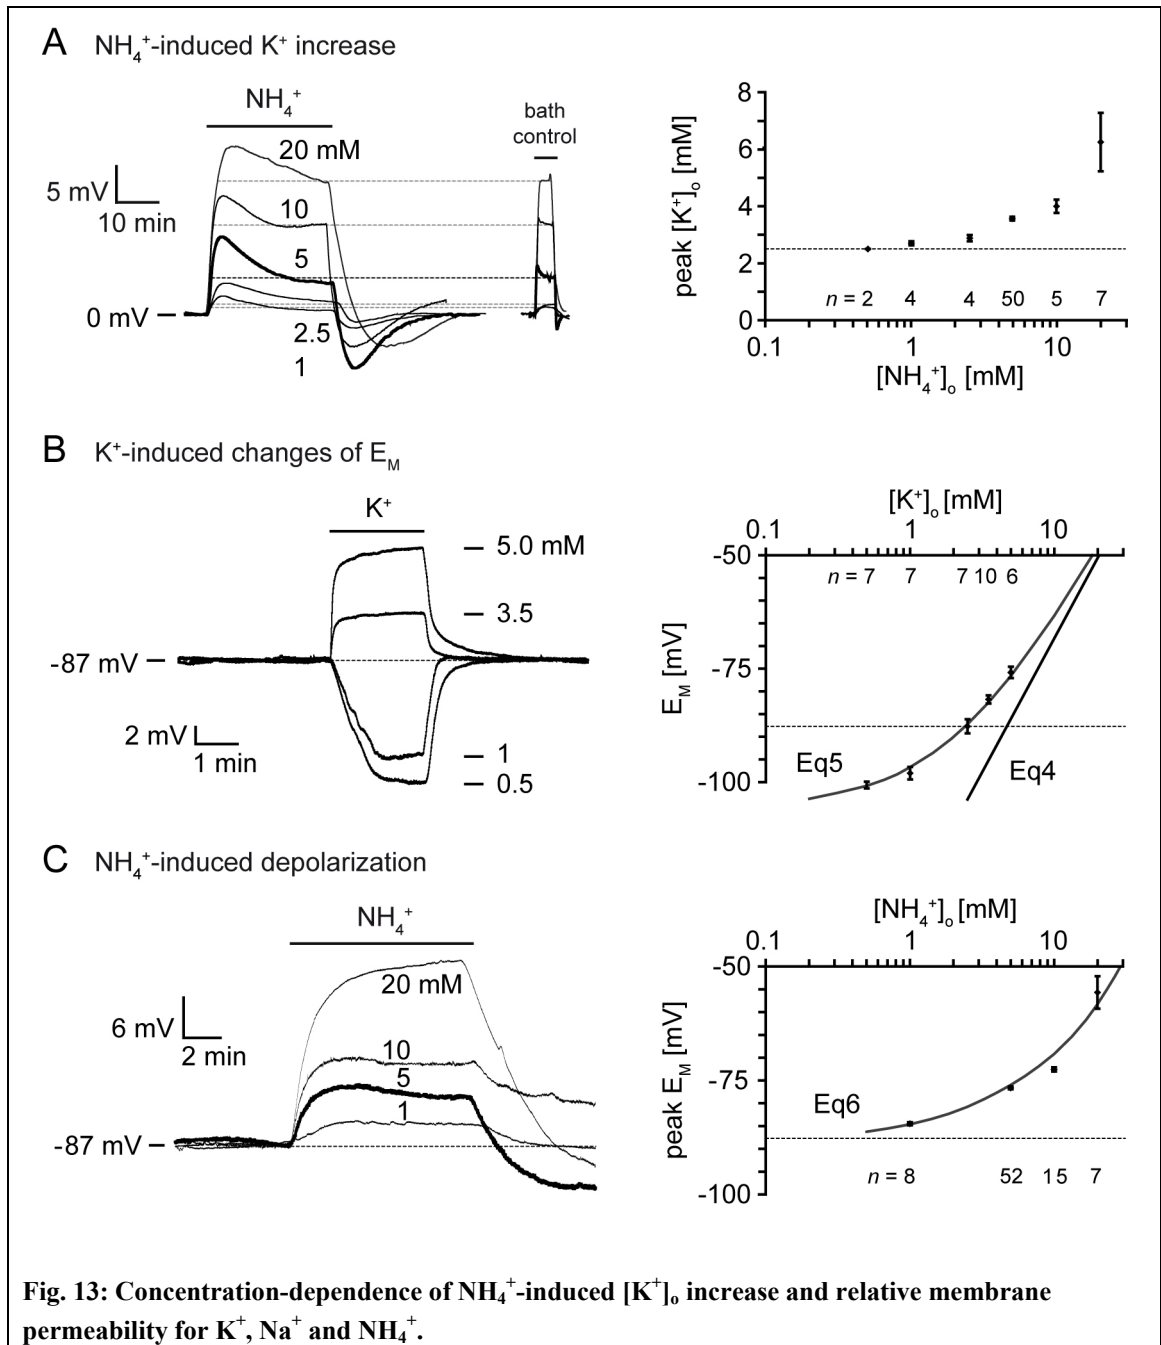 A NH₄⁺-induced K⁺ increase
NH₄⁺
20 mM
10
5
2.5
1
bath
control
5 mV
10 min
0 mV
peak [K⁺]ₒ [mM]
8
6
4
2
0
n = 2 4 4 50 5 7
0.1 1 10
[NH₄⁺]ₒ [mM]
B K⁺-induced changes of E_M
K⁺
5.0 mM
3.5
-87 mV
1
0.5
2 mV
1 min
[K⁺]ₒ [mM]
0.1 1 10
n = 7 7 7 10 6
-50
-75
-100
E_M [mV]
Eq5
Eq4
C NH₄⁺-induced depolarization
NH₄⁺
20 mM
10
5
1
6 mV
2 min
-87 mV
[NH₄⁺]ₒ [mM]
0.1 1 10
-50
-75
-100
peak E_M [mV]
Eq6
n = 8 52 15 7
Fig. 13: Concentration-dependence of NH₄⁺-induced [K⁺]ₒ increase and relative membrane
permeability for K⁺, Na⁺ and NH₄⁺.